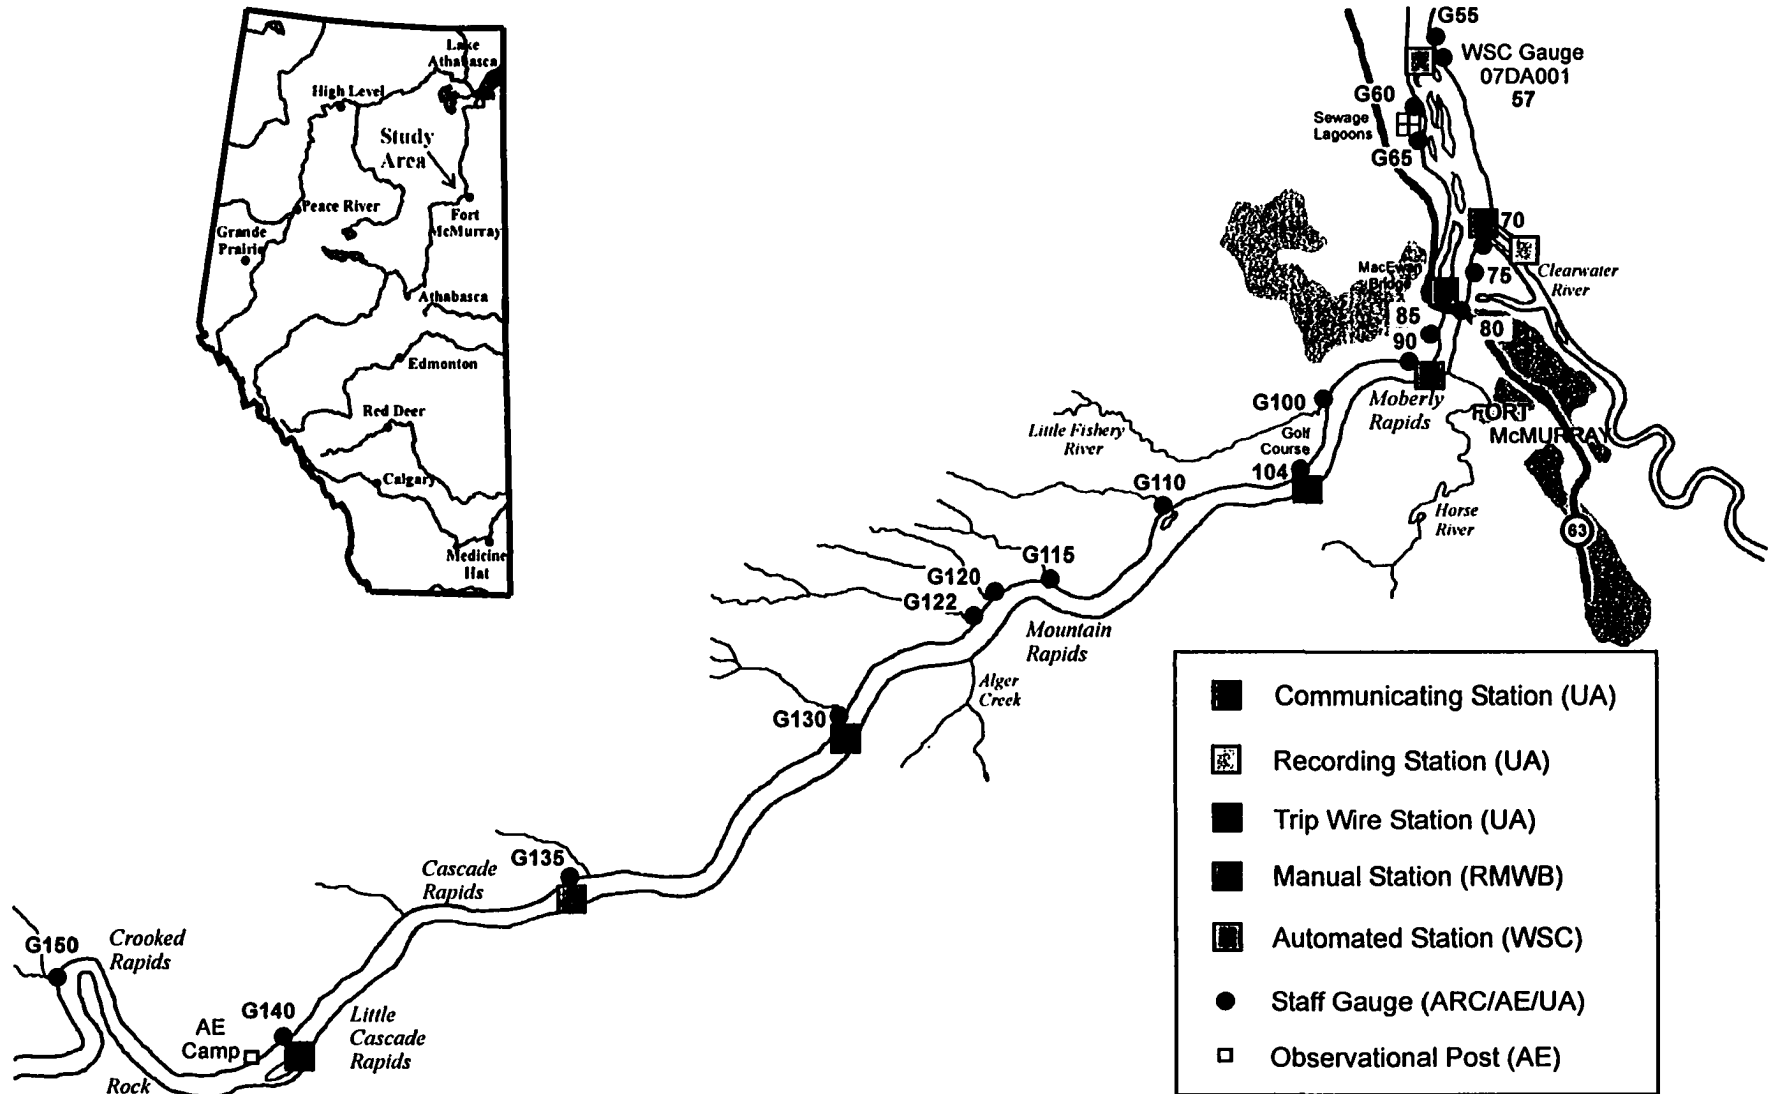 Lake
Athabasca
High Level
Study
Area
Peace River
Fort
McMurray
Grande
Prairie
Athabasca
Edmonton
Red Deer
Calgary
Medicine
Hat
G55
WSC Gauge
07DA001
57
G60
Sewage
Lagoons
G65
70
Clearwater
River
MacEwan
Bridge
75
85
80
90
G100
Moberly
Rapids
FORT
McMURRAY
Little Fishery
River
Golf
Course
104
G110
Horse
River
63
G115
G120
G122
Mountain
Rapids
Alger
Creek
G130
G135
Cascade
Rapids
G150
Crooked
Rapids
G140
AE
Camp
Little
Cascade
Rapids
Rock
Communicating Station (UA)
Recording Station (UA)
Trip Wire Station (UA)
Manual Station (RMWB)
Automated Station (WSC)
Staff Gauge (ARC/AE/UA)
Observational Post (AE)